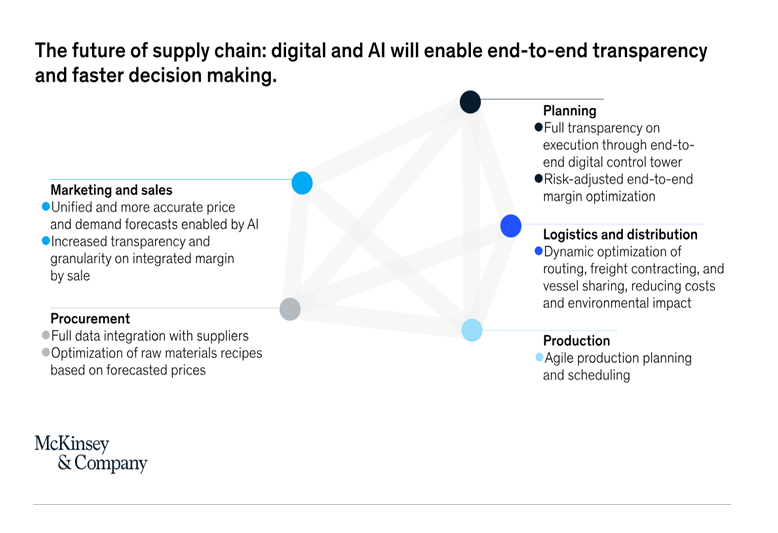 The future of supply chain: digital and AI will enable end-to-end transparency
and faster decision making.
Planning
Full transparency on
execution through end-to-
end digital control tower
Risk-adjusted end-to-end
margin optimization
Marketing and sales
Unified and more accurate price
and demand forecasts enabled by AI
Increased transparency and
granularity on integrated margin
by sale
Logistics and distribution
Dynamic optimization of
routing, freight contracting, and
vessel sharing, reducing costs
and environmental impact
Procurement
Full data integration with suppliers
Optimization of raw materials recipes
based on forecasted prices
Production
Agile production planning
and scheduling
McKinsey
& Company